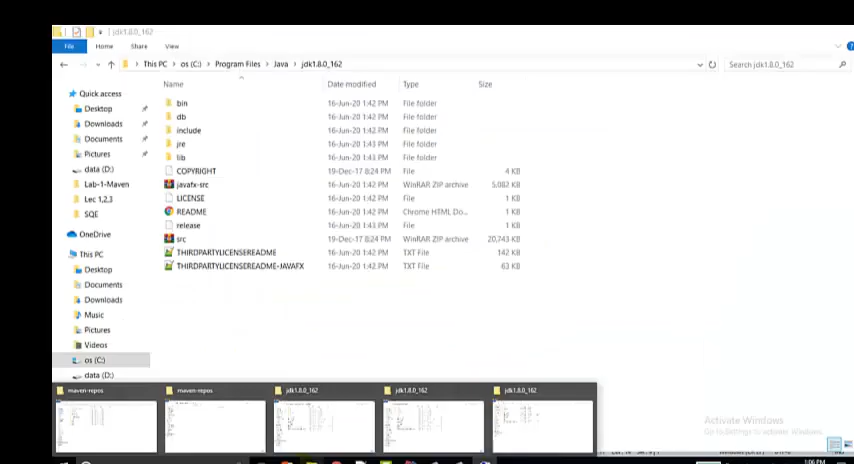 jdk1.8.0_162
File Home Share View
This PC os (C:) Program Files Java jdk1.8.0_162 Search jdk1.8.0_162
Name Date modified Type Size
Quick access
Desktop
Downloads
Documents
Pictures
data (D:)
Lab-1-Maven
Lec 1,2,3
SQE
OneDrive
This PC
Desktop
Documents
Downloads
Music
Pictures
Videos
os (C:)
data (D:)
bin 16-Jun-20 1:42 PM File folder
db 16-Jun-20 1:42 PM File folder
include 16-Jun-20 1:42 PM File folder
jre 16-Jun-20 1:43 PM File folder
lib 16-Jun-20 1:43 PM File folder
COPYRIGHT 19-Dec-17 8:24 PM File 4 KB
javafx-src 16-Jun-20 1:42 PM WinRAR ZIP archive 5,082 KB
LICENSE 16-Jun-20 1:42 PM File 1 KB
README 16-Jun-20 1:42 PM Chrome HTML Do... 1 KB
release 16-Jun-20 1:43 PM File 1 KB
src 19-Dec-17 8:24 PM WinRAR ZIP archive 20,743 KB
THIRDPARTYLICENSEREADME 16-Jun-20 1:42 PM TXT File 142 KB
THIRDPARTYLICENSEREADME-JAVAFX 16-Jun-20 1:42 PM TXT File 63 KB
maven-repos maven-repos jdk1.8.0_162 jdk1.8.0_162 jdk1.8.0_162
Activate Windows
Go to Settings to activate Windows.
1:06 PM